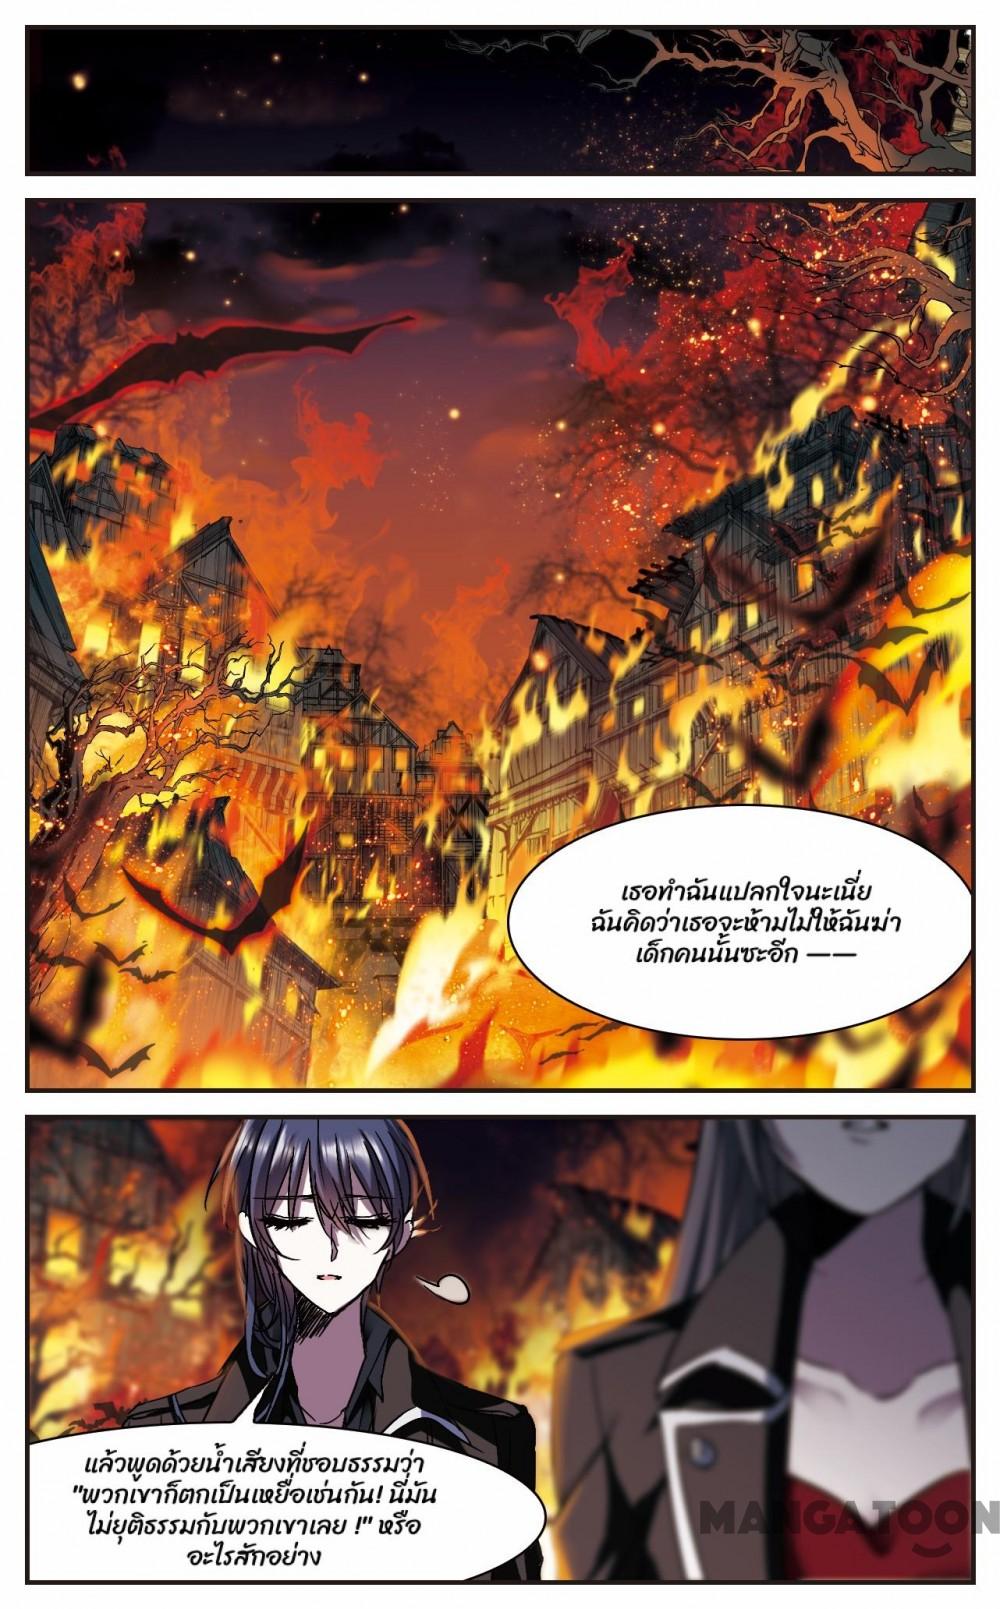 เธอทำฉันแปลกใจนะเนี่ย
ฉันคิดว่าเธอจะห้ามไม่ให้ฉันฆ่า
เด็กคนนั้นซะอีก ——
แล้วพูดด้วยน้ำเสียงที่ชอบธรรมว่า
"พวกเขาก็ตกเป็นเหยื่อเช่นกัน! นี่มัน
ไม่ยุติธรรมกับพวกเขาเลย !" หรือ
อะไรสักอย่าง
MANGATOON